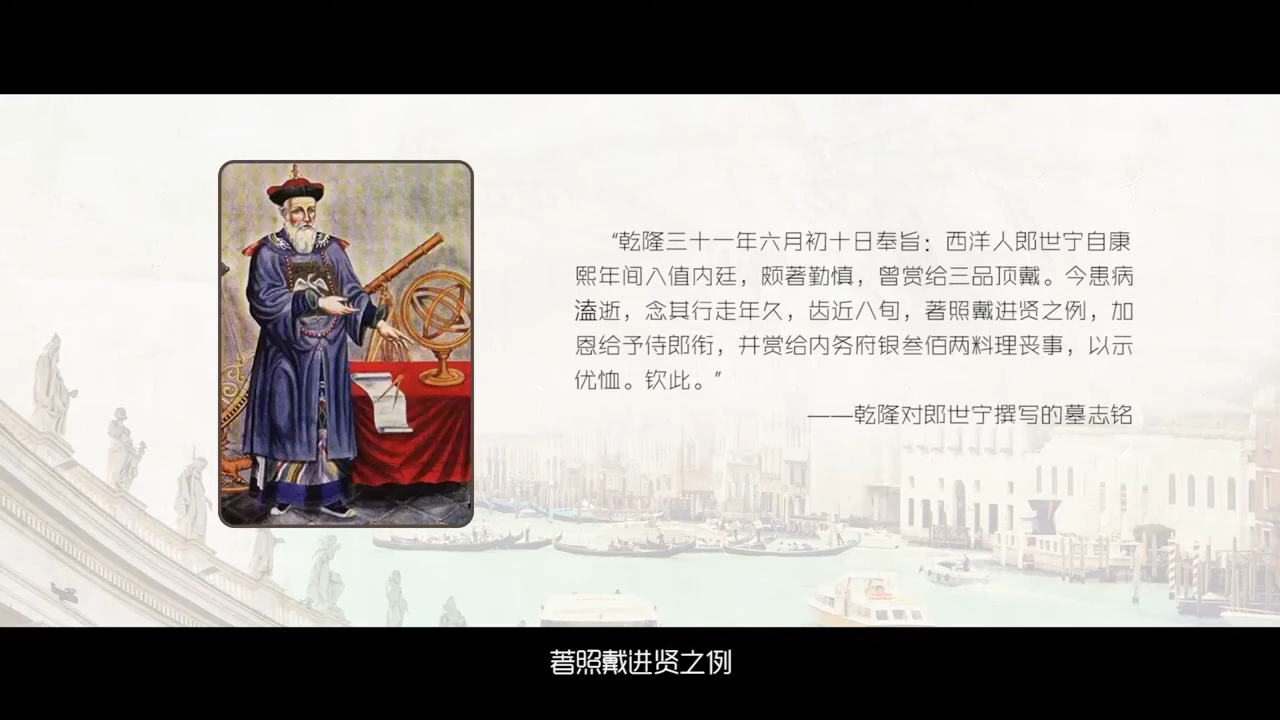 “乾隆三十一年六月初十日奉旨：西洋人郎世宁自康
熙年间入值内廷，颇著勤慎，曾赏给三品顶戴。今患病
溘逝，念其行走年久，齿近八旬，著照戴进贤之例，加
恩给予侍郎衔，并赏给内务府银叁佰两料理丧事，以示
优恤。钦此。”
——乾隆对郎世宁撰写的墓志铭
著照戴进贤之例